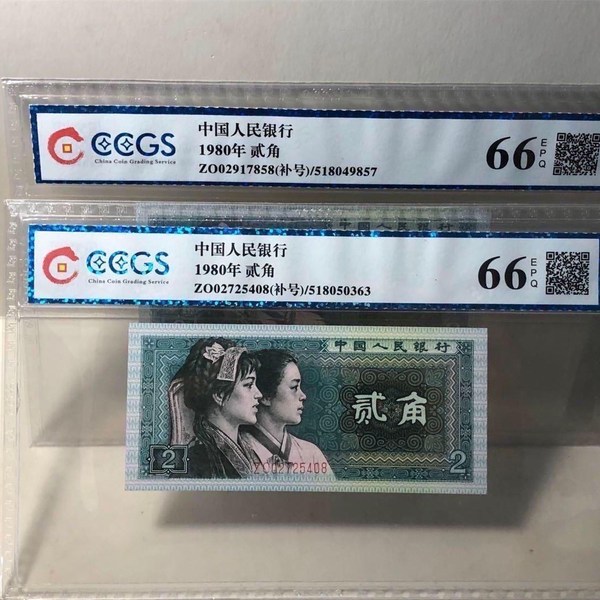 CCGS
China Coin Grading Service
中国人民银行
1980年 贰角
ZO02917858(补号)/518049857
66
EPQ
CCGS
China Coin Grading Service
中国人民银行
1980年 贰角
ZO02725408(补号)/518050363
66
EPQ
中国人民银行
贰角
ZO02725408
2
2